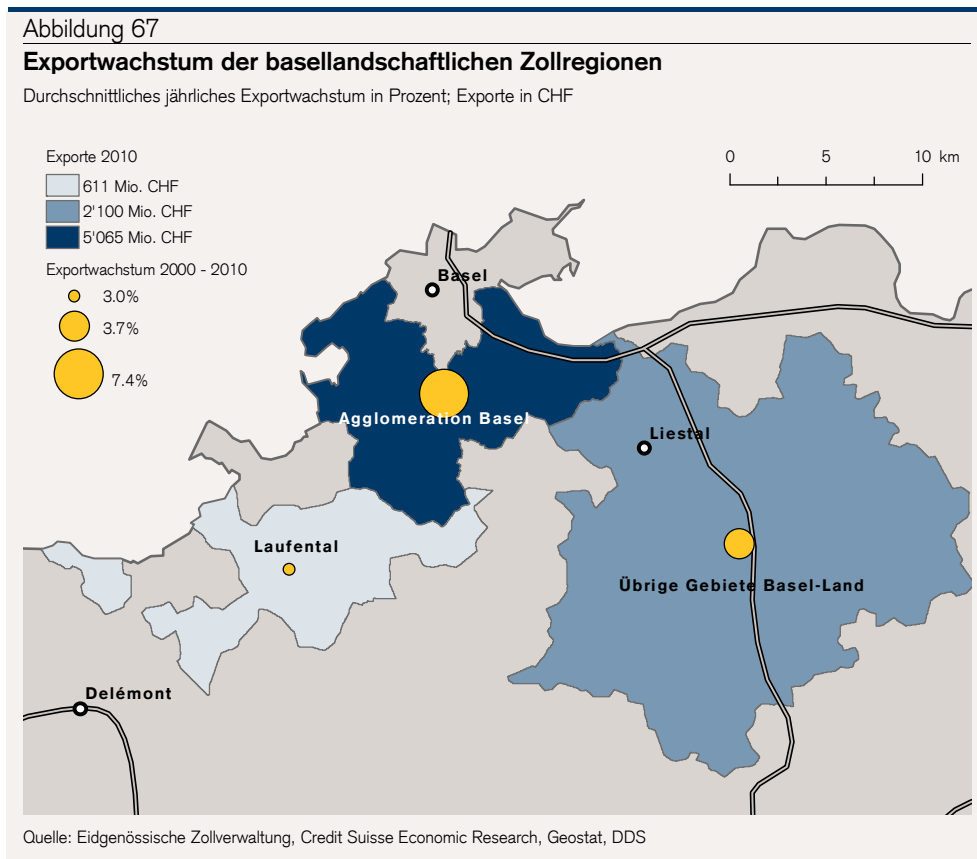 Abbildung 67
Exportwachstum der basellandschaftlichen Zollregionen
Durchschnittliches jährliches Exportwachstum in Prozent; Exporte in CHF
Exporte 2010
611 Mio. CHF
2'100 Mio. CHF
5'065 Mio. CHF
Exportwachstum 2000 - 2010
3.0%
3.7%
7.4%
0 5 10 km
Basel
Agglomeration Basel
Liestal
Laufental
Übrige Gebiete Basel-Land
Delémont
Quelle: Eidgenössische Zollverwaltung, Credit Suisse Economic Research, Geostat, DDS